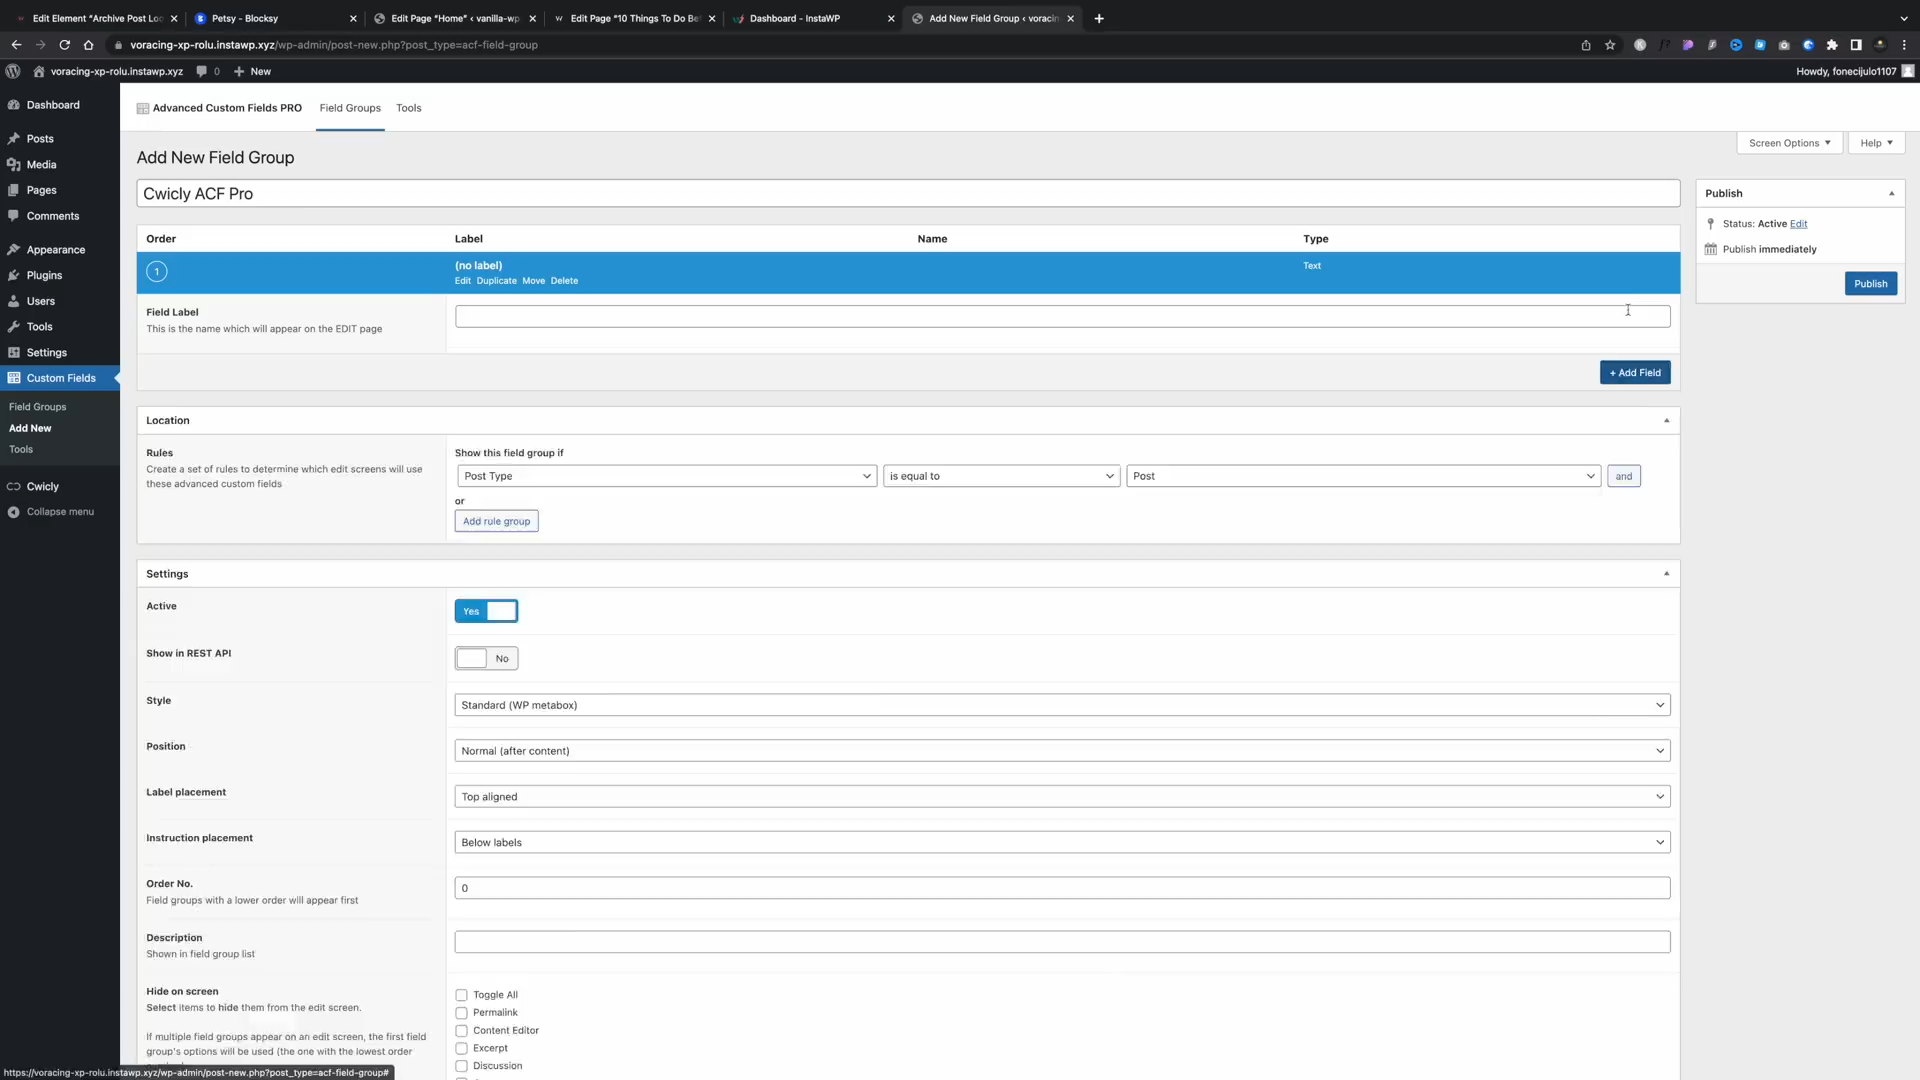 Edit Element "Archive Post Loo
Petsy - Blocksy
Edit Page "Home" ‹ vanilla-wp
Edit Page "10 Things To Do Bef
Dashboard - InstaWP
Add New Field Group ‹ voracin
voracing-xp-rolu.instawp.xyz/wp-admin/post-new.php?post_type=acf-field-group
voracing-xp-rolu.instawp.xyz
0
New
Howdy, fonecijulo1107
Dashboard
Posts
Media
Pages
Comments
Appearance
Plugins
Users
Tools
Settings
Custom Fields
Field Groups
Add New
Tools
Cwicly
Collapse menu
Advanced Custom Fields PRO
Field Groups
Tools
Screen Options
Help
Add New Field Group
Cwicly ACF Pro
Order
Label
Name
Type
1
(no label)
Text
Edit Duplicate Move Delete
Field Label
This is the name which will appear on the EDIT page
+ Add Field
Publish
Status: Active Edit
Publish immediately
Publish
Location
Rules
Create a set of rules to determine which edit screens will use
these advanced custom fields
Show this field group if
Post Type
is equal to
Post
and
or
Add rule group
Settings
Active
Yes
Show in REST API
No
Style
Standard (WP metabox)
Position
Normal (after content)
Label placement
Top aligned
Instruction placement
Below labels
Order No.
Field groups with a lower order will appear first
0
Description
Shown in field group list
Hide on screen
Select items to hide them from the edit screen.
If multiple field groups appear on an edit screen, the first field
group's options will be used (the one with the lowest order
Toggle All
Permalink
Content Editor
Excerpt
Discussion
https://voracing-xp-rolu.instawp.xyz/wp-admin/post-new.php?post_type=acf-field-group#